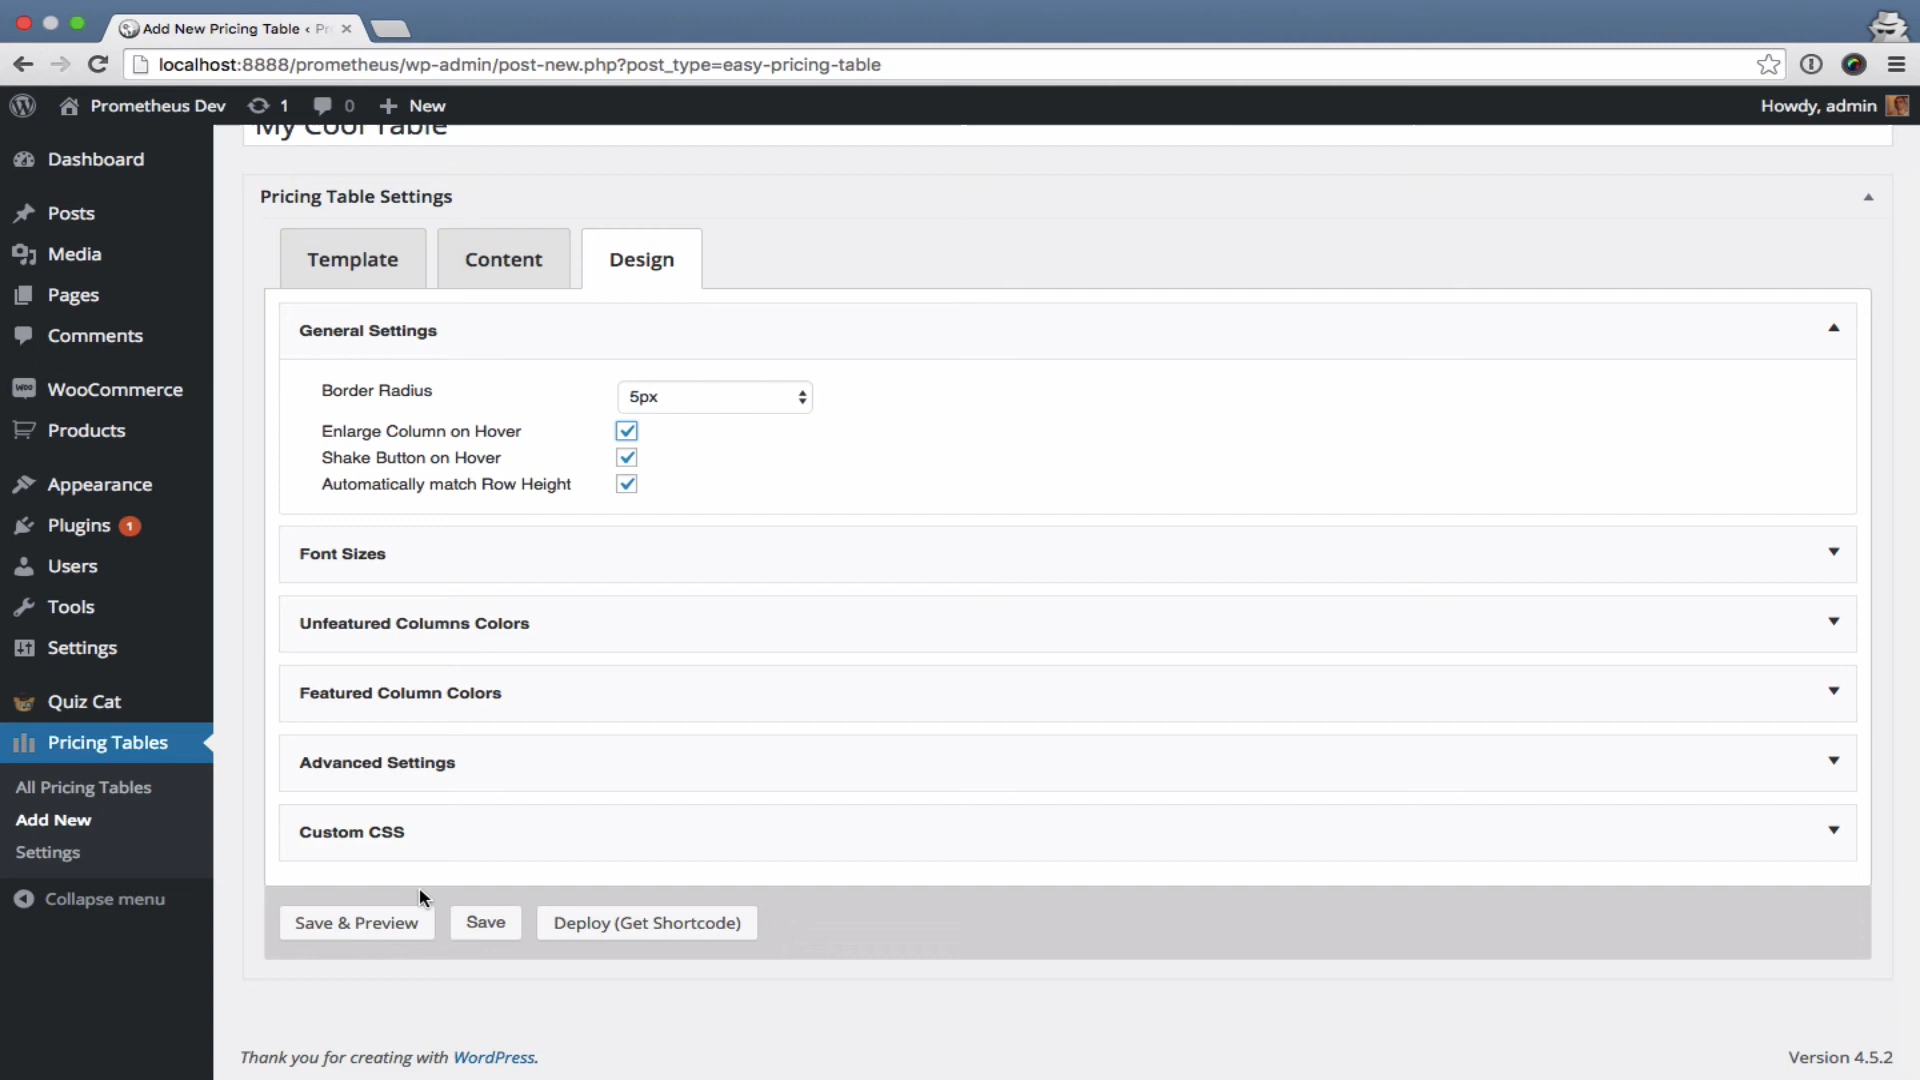 Add New Pricing Table ‹ Pr
localhost:8888/prometheus/wp-admin/post-new.php?post_type=easy-pricing-table
Prometheus Dev 1 0 + New Howdy, admin
My Cool Table
Dashboard
Posts
Media
Pages
Comments
WooCommerce
Products
Appearance
Plugins 1
Users
Tools
Settings
Quiz Cat
Pricing Tables
All Pricing Tables
Add New
Settings
Collapse menu
Pricing Table Settings
Template Content Design
General Settings
Border Radius 5px
Enlarge Column on Hover
Shake Button on Hover
Automatically match Row Height
Font Sizes
Unfeatured Columns Colors
Featured Column Colors
Advanced Settings
Custom CSS
Save & Preview Save Deploy (Get Shortcode)
Thank you for creating with WordPress. Version 4.5.2